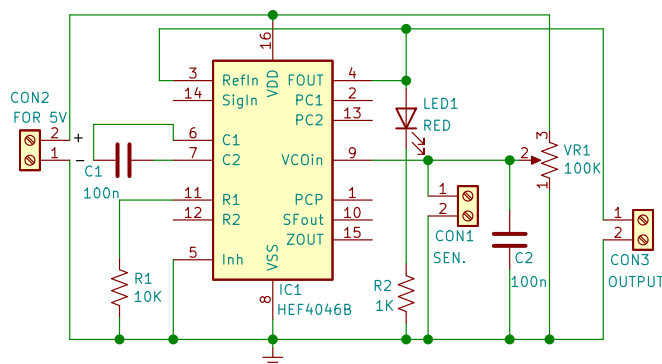 16
3 RefIn VDD FOUT 4
14 SigIn PC1 2
PC2 13
LED1
RED
CON2
FOR 5V
2 +
1 −
6 C1
7 C2 VCOin 9
C1
100n
2 3 VR1
1 100K
11 R1 PCP 1
12 R2 SFout 10
ZOUT 15
5 Inh VSS
8
IC1
HEF4046B
R1
10K
R2
1K
1
2
CON1
SEN.
C2
100n
1
2
CON3
OUTPUT